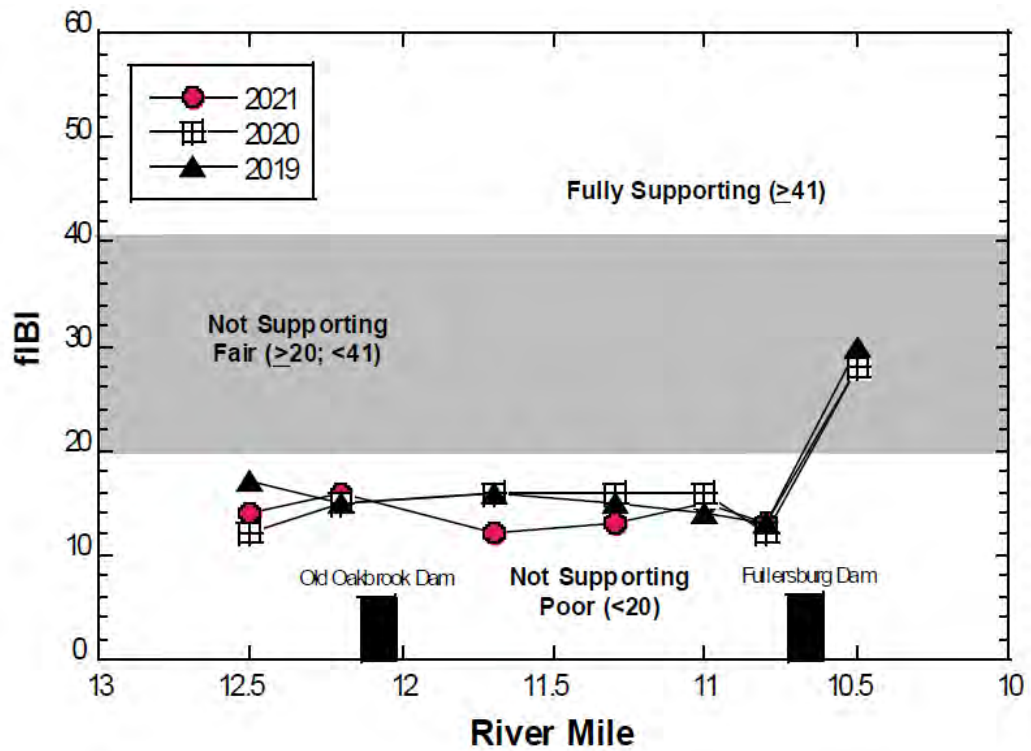 60
50
40
30
20
10
0
fIBI
2021
2020
2019
Fully Supporting (≥41)
Not Supporting
Fair (≥20; <41)
Old Oakbrook Dam
Not Supporting
Poor (<20)
Fullersburg Dam
13
12.5
12
11.5
11
10.5
10
River Mile